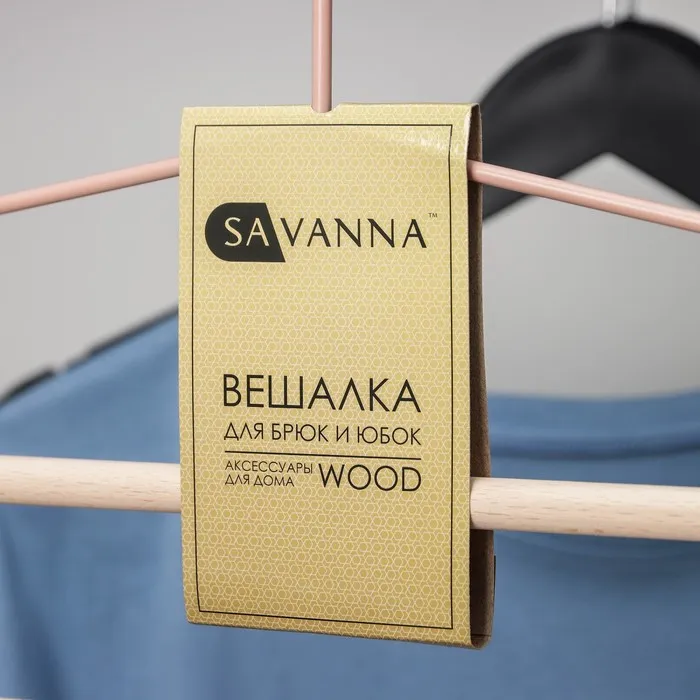 SAVANNA™
ВЕШАЛКА
ДЛЯ БРЮК И ЮБОК
АКСЕССУАРЫ
ДЛЯ ДОМА
WOOD